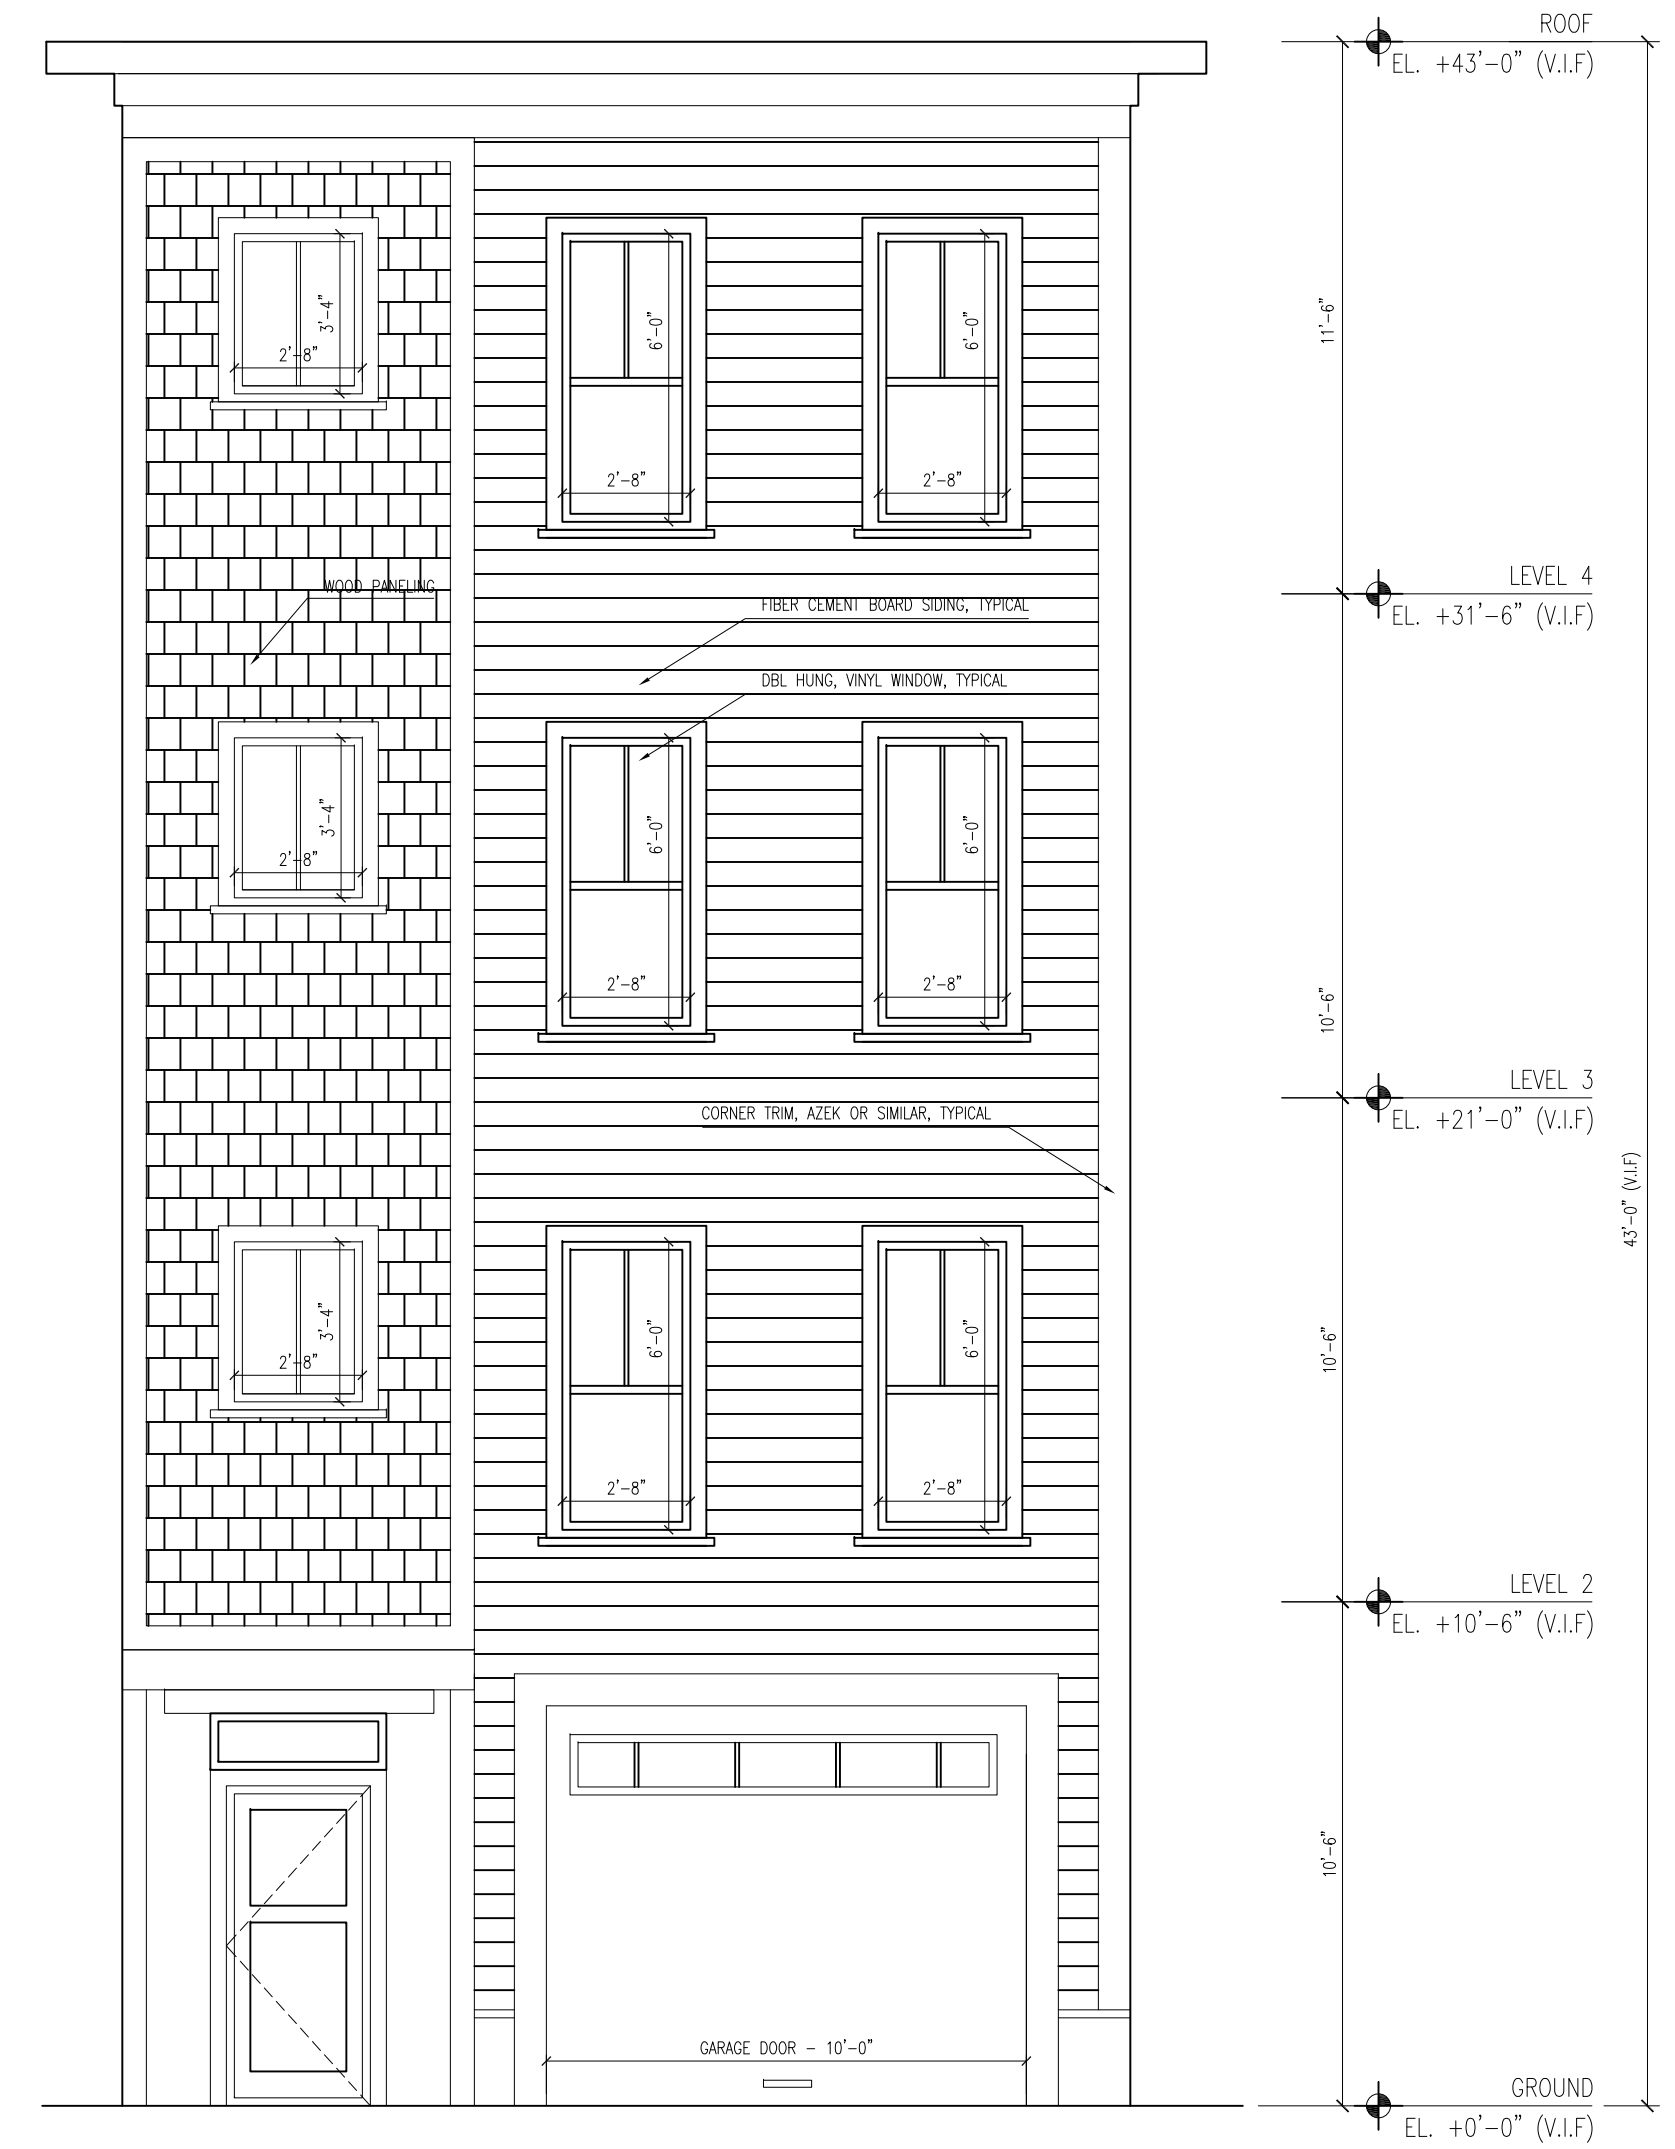 ROOF
EL. +43'-0" (V.I.F)
11'-6"
3'-4"
2'-8"
6'-0"
2'-8"
6'-0"
2'-8"
WOOD PANELING
FIBER CEMENT BOARD SIDING, TYPICAL
LEVEL 4
EL. +31'-6" (V.I.F)
DBL HUNG, VINYL WINDOW, TYPICAL
3'-4"
2'-8"
6'-0"
2'-8"
6'-0"
2'-8"
10'-6"
LEVEL 3
EL. +21'-0" (V.I.F)
CORNER TRIM, AZEK OR SIMILAR, TYPICAL
43'-0" (V.I.F)
3'-4"
2'-8"
6'-0"
2'-8"
6'-0"
2'-8"
10'-6"
LEVEL 2
EL. +10'-6" (V.I.F)
10'-6"
GARAGE DOOR - 10'-0"
GROUND
EL. +0'-0" (V.I.F)